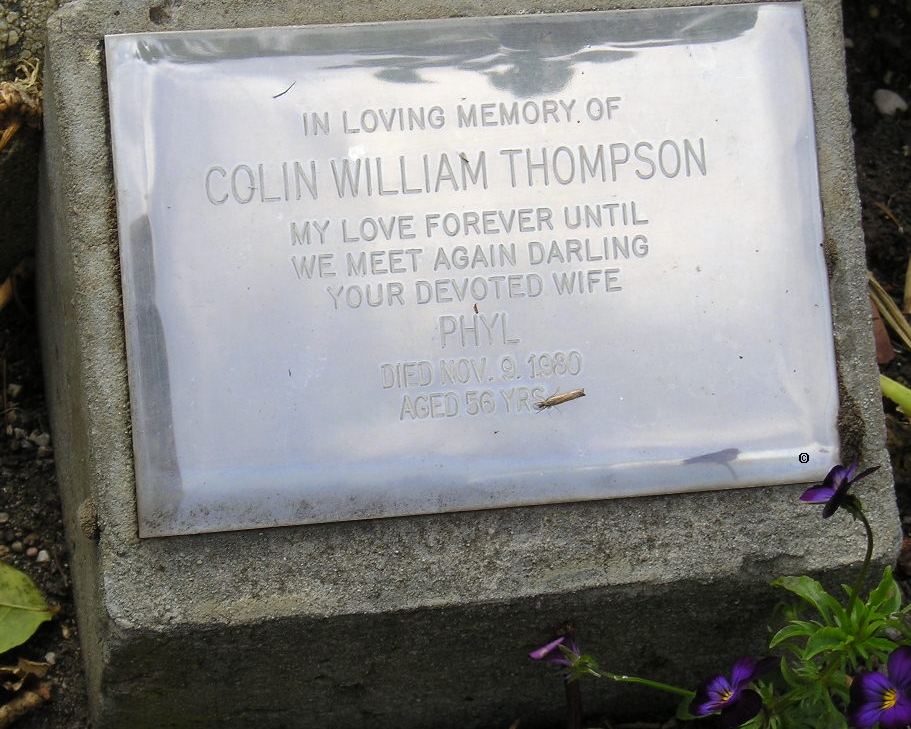 IN LOVING MEMORY OF
COLIN WILLIAM THOMPSON
MY LOVE FOREVER UNTIL
WE MEET AGAIN DARLING
YOUR DEVOTED WIFE
PHYL
DIED NOV. 9. 1980
AGED 56 YRS
©